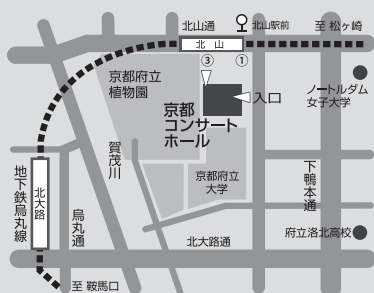 北山通
北山駅前
至 松ヶ崎
北 山
③
①
京都府立
植物園
入口
ノートルダム
女子大学
京都
コンサート
ホール
賀茂川
京都府立
大学
下鴨本通
地下鉄烏丸線
北大路
烏丸通
北大路通
府立洛北高校
至 鞍馬口